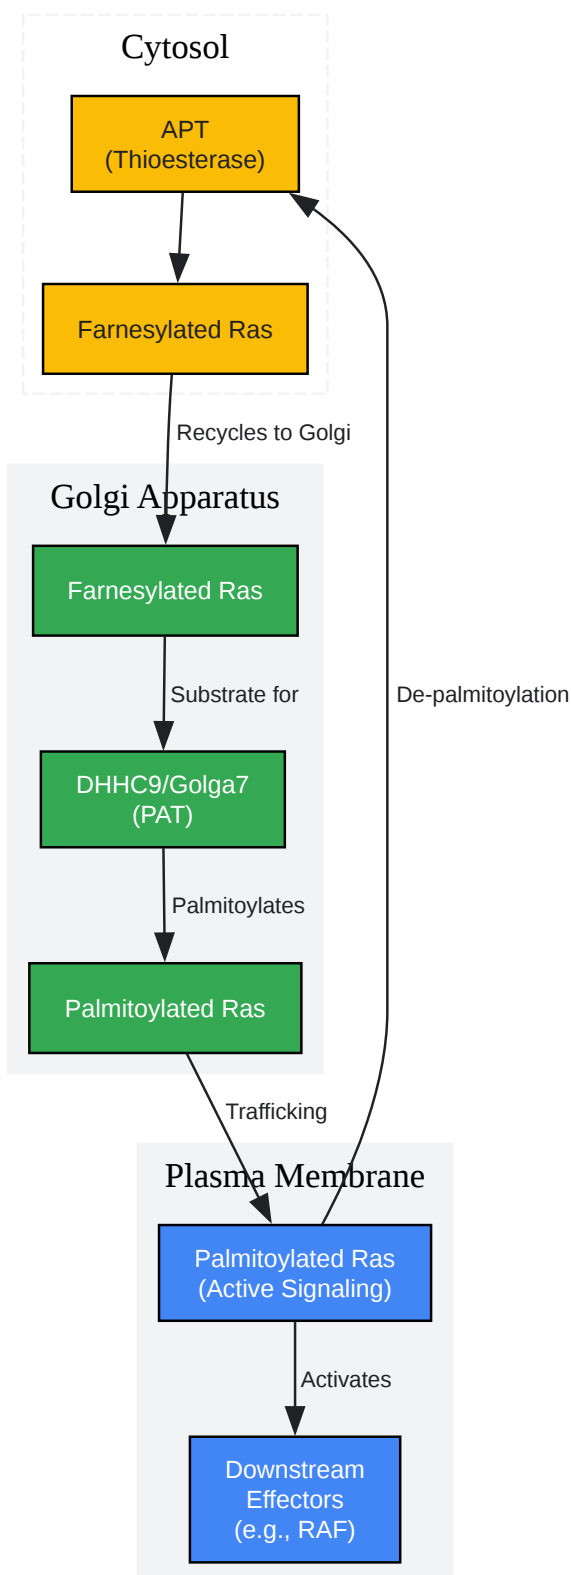 Cytosol
APT
(Thioesterase)
Farnesylated Ras
Recycles to Golgi
Golgi Apparatus
Farnesylated Ras
Substrate for
De-palmitoylation
DHHC9/Golga7
(PAT)
Palmitoylates
Palmitoylated Ras
Trafficking
Plasma Membrane
Palmitoylated Ras
(Active Signaling)
Activates
Downstream
Effectors
(e.g., RAF)